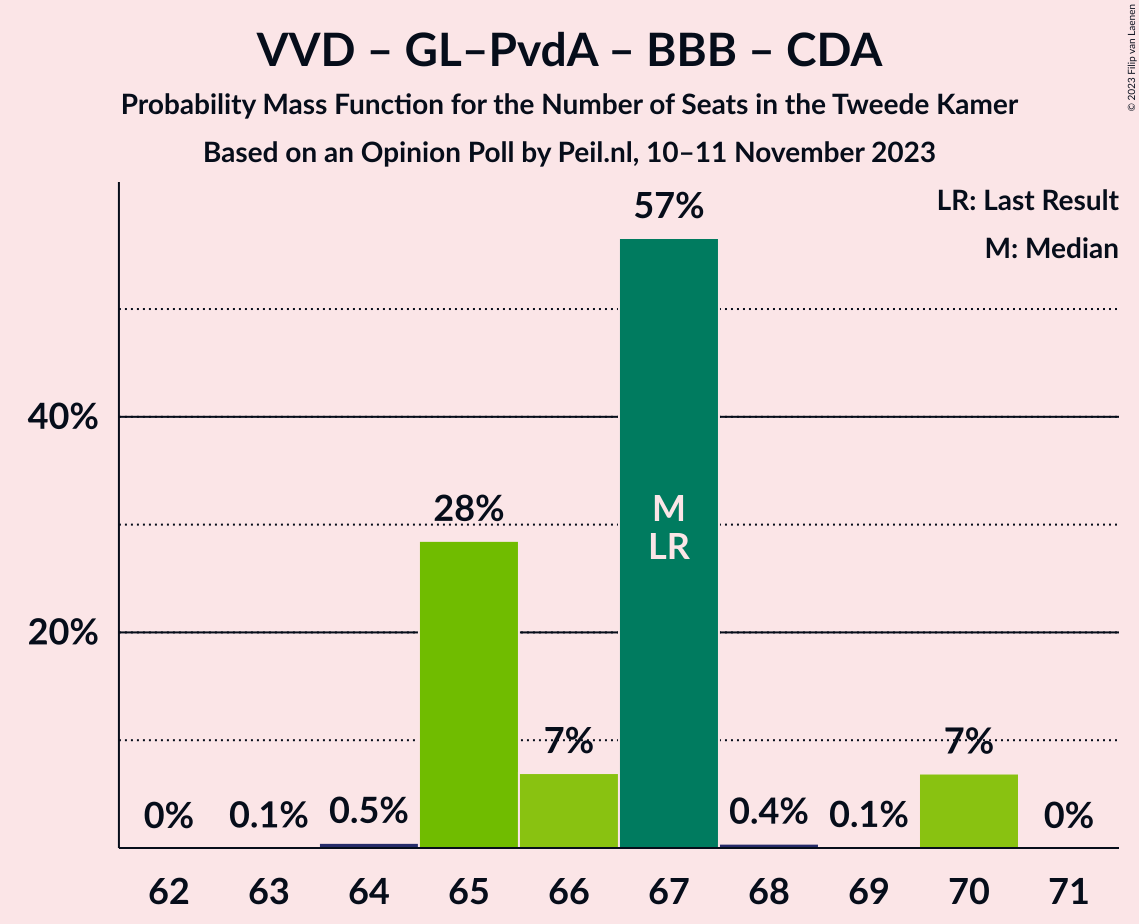 VVD – GL–PvdA – BBB – CDA
Probability Mass Function for the Number of Seats in the Tweede Kamer
Based on an Opinion Poll by Peil.nl, 10–11 November 2023
© 2023 Filip van Laenen
LR: Last Result
M: Median
57%
40%
28%
M
LR
20%
7%
7%
0%
0.1%
0.5%
0.4%
0.1%
0%
62 63 64 65 66 67 68 69 70 71